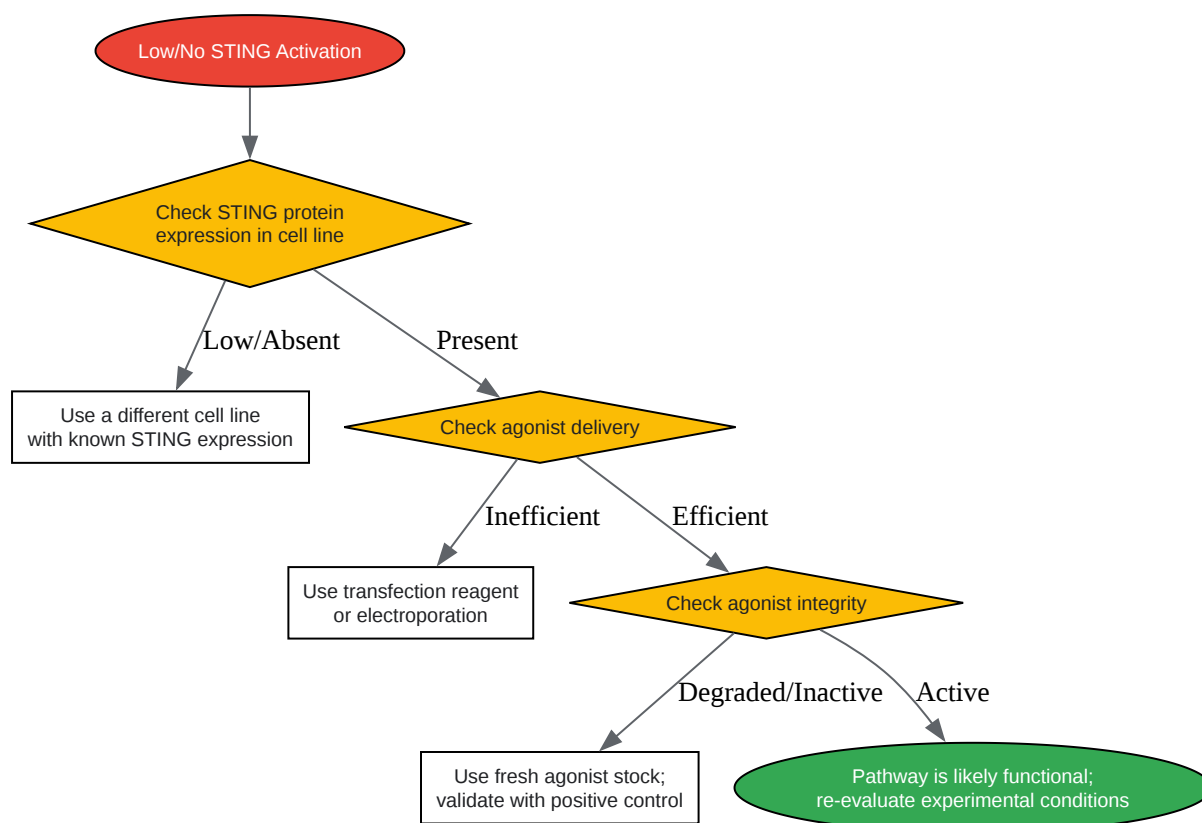 Low/No STING Activation
Check STING protein
expression in cell line
Low/Absent
Present
Use a different cell line
with known STING expression
Check agonist delivery
Inefficient
Efficient
Use transfection reagent
or electroporation
Check agonist integrity
Degraded/Inactive
Active
Use fresh agonist stock;
validate with positive control
Pathway is likely functional;
re-evaluate experimental conditions